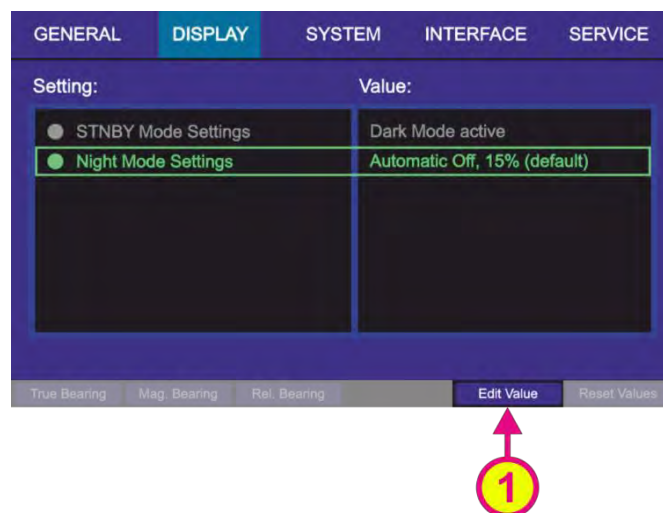 GENERAL DISPLAY SYSTEM INTERFACE SERVICE
Setting: Value:
STNBY Mode Settings Dark Mode active
Night Mode Settings Automatic Off, 15% (default)
True Bearing Mag. Bearing Rel. Bearing Edit Value Reset Values
1